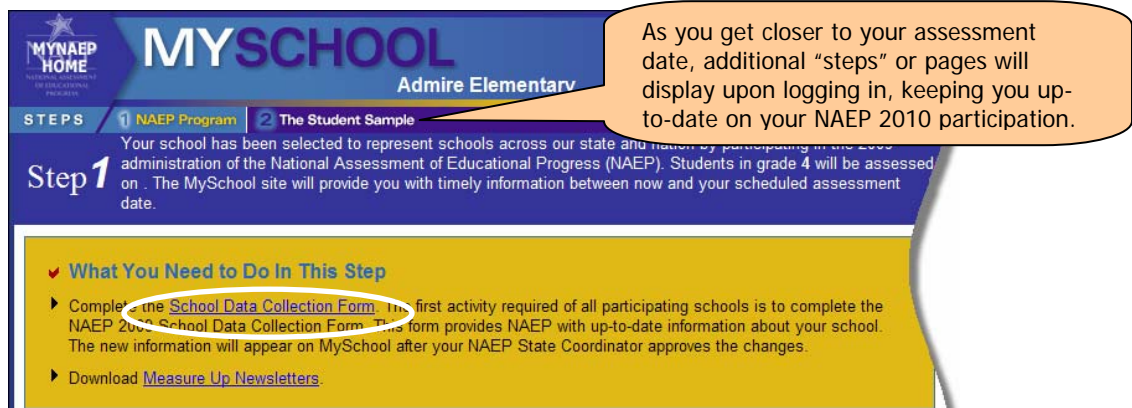 MYNAEP
HOME
NATIONAL ASSESSMENT
OF EDUCATIONAL
PROGRESS
MYSCHOOL
Admire Elementary
As you get closer to your assessment
date, additional “steps” or pages will
display upon logging in, keeping you up-
to-date on your NAEP 2010 participation.
STEPS 1 NAEP Program 2 The Student Sample
Step 1
Your school has been selected to represent schools across our state and nation by participating in the 2009
administration of the National Assessment of Educational Progress (NAEP). Students in grade 4 will be assessed
on . The MySchool site will provide you with timely information between now and your scheduled assessment
date.
What You Need to Do In This Step
Complete the School Data Collection Form. The first activity required of all participating schools is to complete the
NAEP 2009 School Data Collection Form. This form provides NAEP with up-to-date information about your school.
The new information will appear on MySchool after your NAEP State Coordinator approves the changes.
Download Measure Up Newsletters.